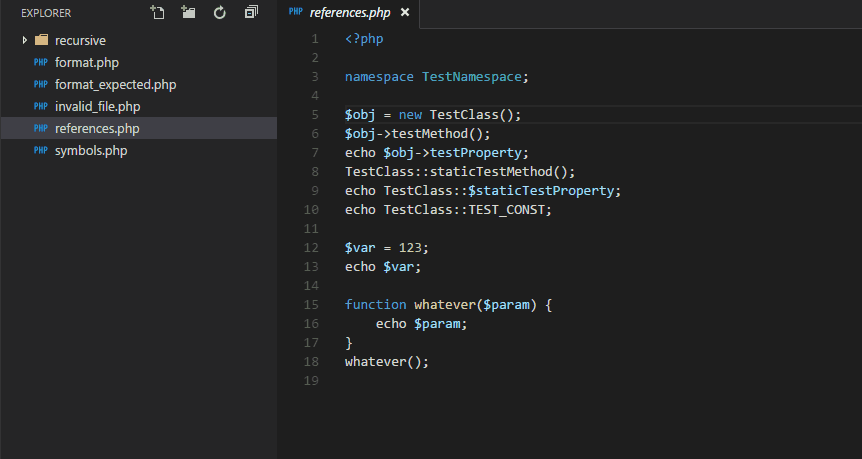 EXPLORER
recursive
PHP format.php
PHP format_expected.php
PHP invalid_file.php
PHP references.php
PHP symbols.php
PHP references.php ×
1 <?php
2
3 namespace TestNamespace;
4
5 $obj = new TestClass();
6 $obj->testMethod();
7 echo $obj->testProperty;
8 TestClass::staticTestMethod();
9 echo TestClass::$staticTestProperty;
10 echo TestClass::TEST_CONST;
11
12 $var = 123;
13 echo $var;
14
15 function whatever($param) {
16     echo $param;
17 }
18 whatever();
19